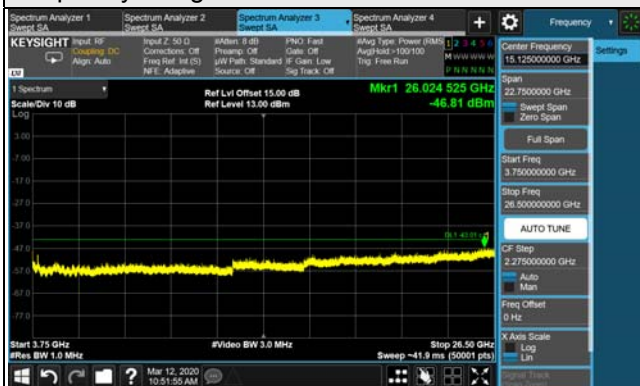 Spectrum Analyzer 1
Swept SA
Spectrum Analyzer 2
Swept SA
Spectrum Analyzer 3
Swept SA
Spectrum Analyzer 4
Swept SA
+
Frequency
KEYSIGHT
Input: RF
Coupling: DC
Align: Auto
Input Z: 50 Ω
Corrections: Off
Freq Ref: Int (S)
NFE: Adaptive
#Atten: 8 dB
Preamp: Off
µW Path: Standard
Source: Off
PNO: Fast
Gate: Off
IF Gain: Low
Sig Track: Off
#Avg Type: Power (RMS)
Avg|Hold:>100/100
Trig: Free Run
1 2 3 4 5 6
M W W W W W
P N N N N N
LXI
1 Spectrum
Scale/Div 10 dB
Log
Ref Lvl Offset 15.00 dB
Ref Level 13.00 dBm
Mkr1 26.024 525 GHz
-46.81 dBm
3.00
-7.00
-17.0
-27.0
-37.0
-47.0
-57.0
-67.0
-77.0
Start 3.75 GHz
#Res BW 1.0 MHz
#Video BW 3.0 MHz
Stop 26.50 GHz
Sweep ~41.9 ms (50001 pts)
Center Frequency
15.125000000 GHz
Settings
Span
22.7500000 GHz
Swept Span
Zero Span
Full Span
Start Freq
3.750000000 GHz
Stop Freq
26.500000000 GHz
AUTO TUNE
CF Step
2.275000000 GHz
Auto
Man
Freq Offset
0 Hz
X Axis Scale
Log
Lin
Signal Track
?
Mar 12, 2020
10:51:55 AM